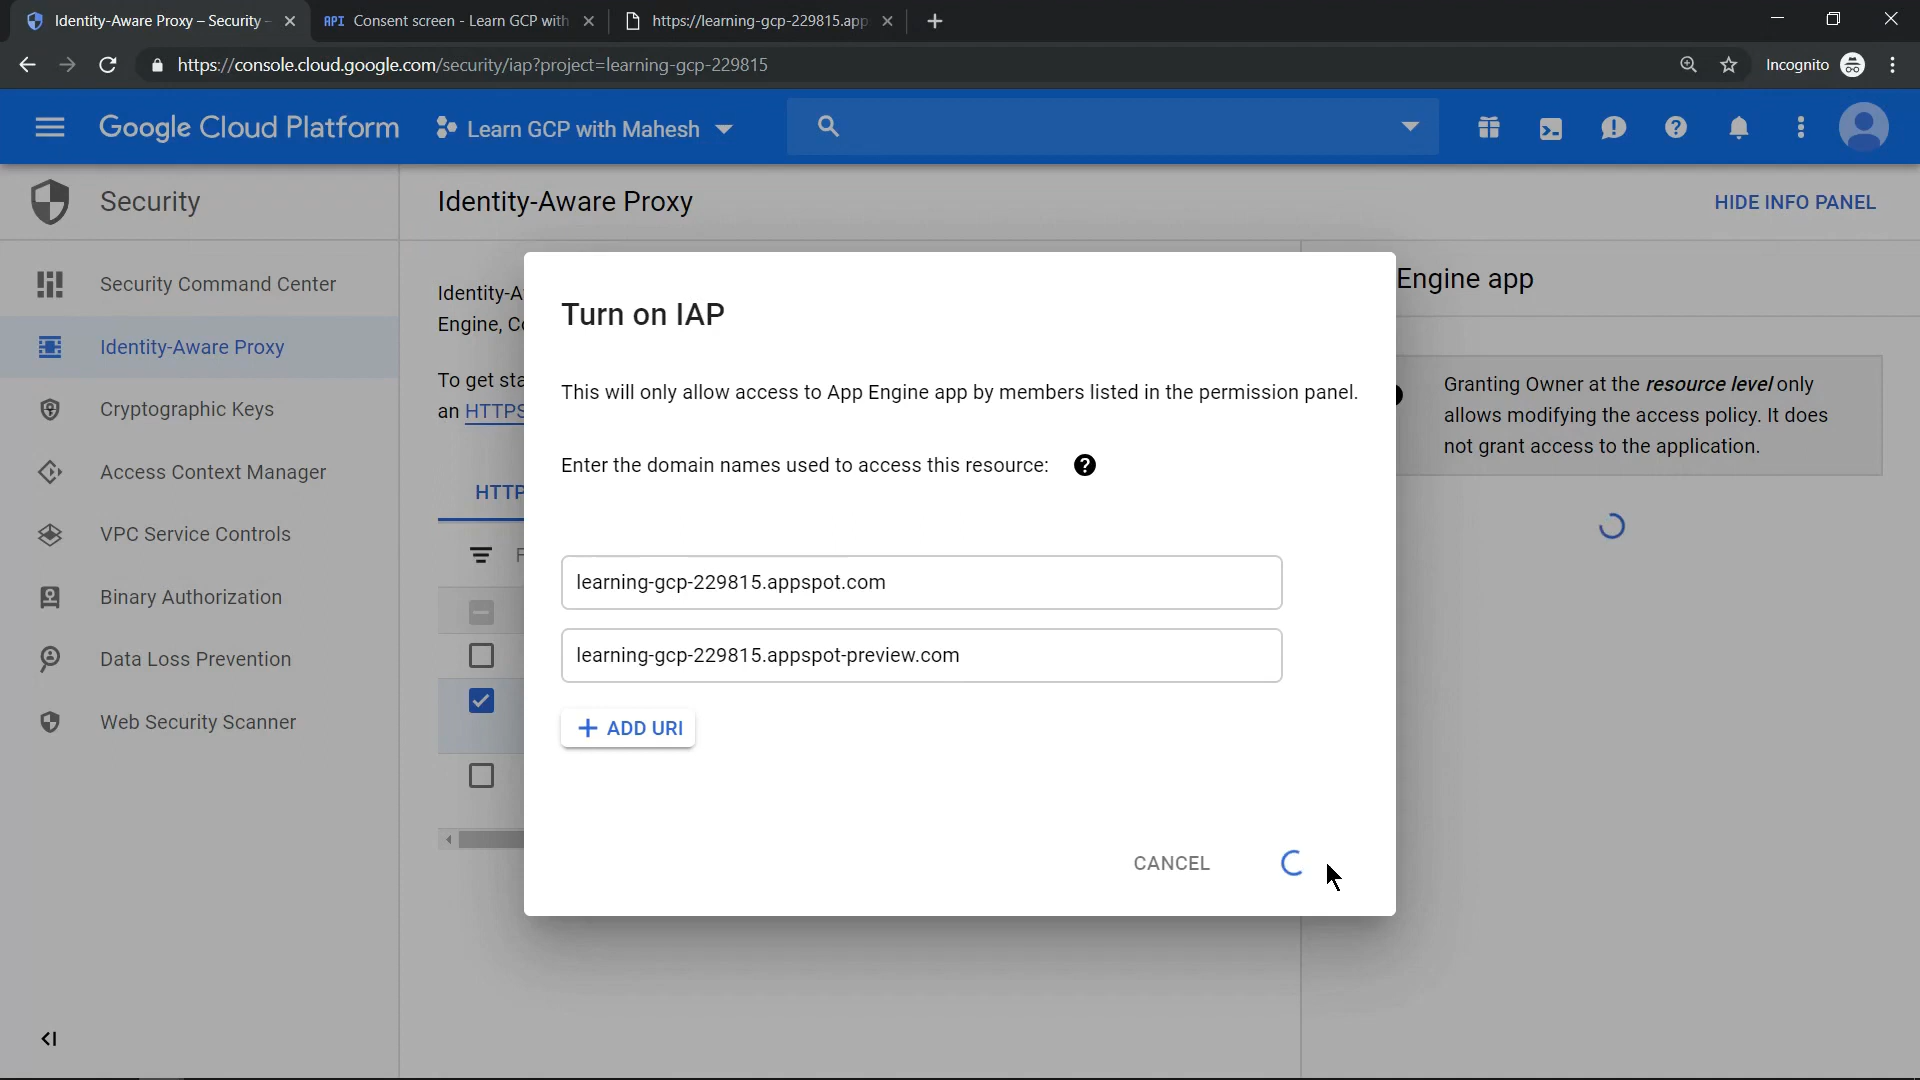 Identity-Aware Proxy – Security -
API Consent screen - Learn GCP with
https://learning-gcp-229815.app
https://console.cloud.google.com/security/iap?project=learning-gcp-229815
Incognito
Google Cloud Platform
Learn GCP with Mahesh
Security
Identity-Aware Proxy
HIDE INFO PANEL
Security Command Center
Identity-Aware Proxy
Cryptographic Keys
Access Context Manager
VPC Service Controls
Binary Authorization
Data Loss Prevention
Web Security Scanner
Identity-A
Engine, Co
To get sta
an HTTPS
HTTP
F
Turn on IAP
This will only allow access to App Engine app by members listed in the permission panel.
Enter the domain names used to access this resource:
learning-gcp-229815.appspot.com
learning-gcp-229815.appspot-preview.com
+ ADD URI
CANCEL
Engine app
Granting Owner at the resource level only
allows modifying the access policy. It does
not grant access to the application.